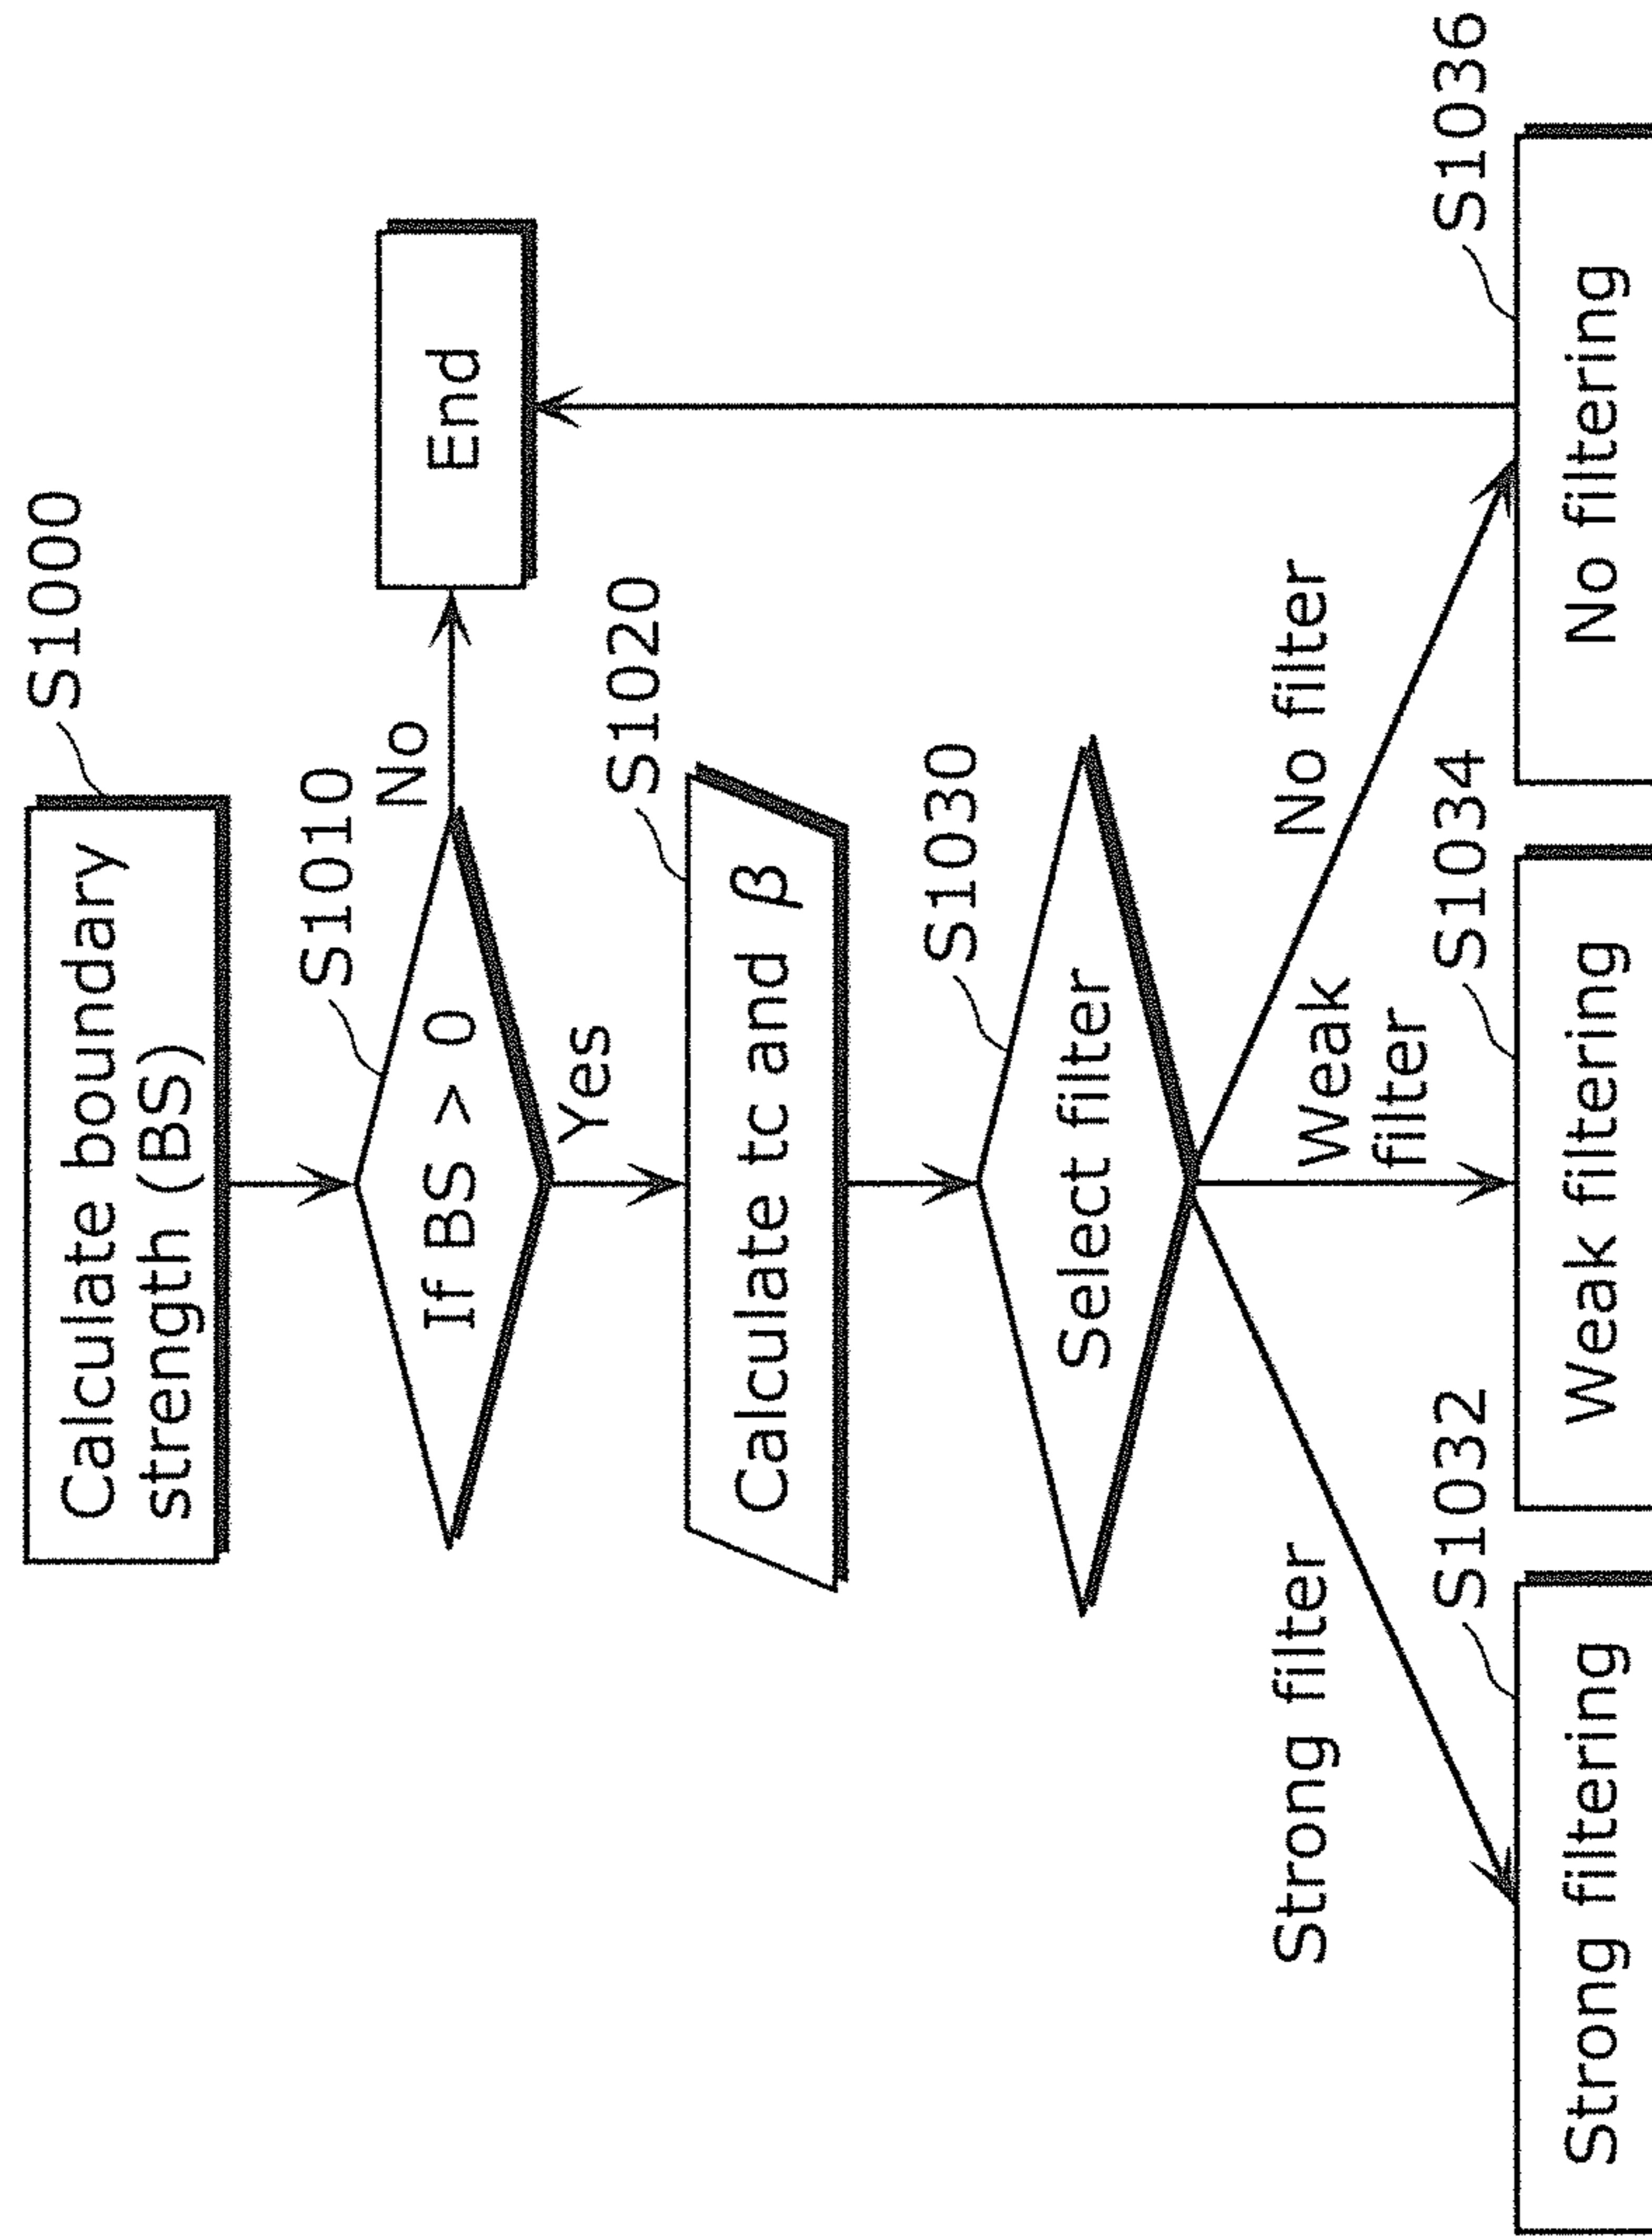 Calculate boundary
strength (BS)
S1000
If BS > 0
S1010
No
End
Yes
Calculate tc and β
S1020
Select filter
S1030
Strong filter
Weak
filter
No filter
Strong filtering
S1032
Weak filtering
S1034
No filtering
S1036